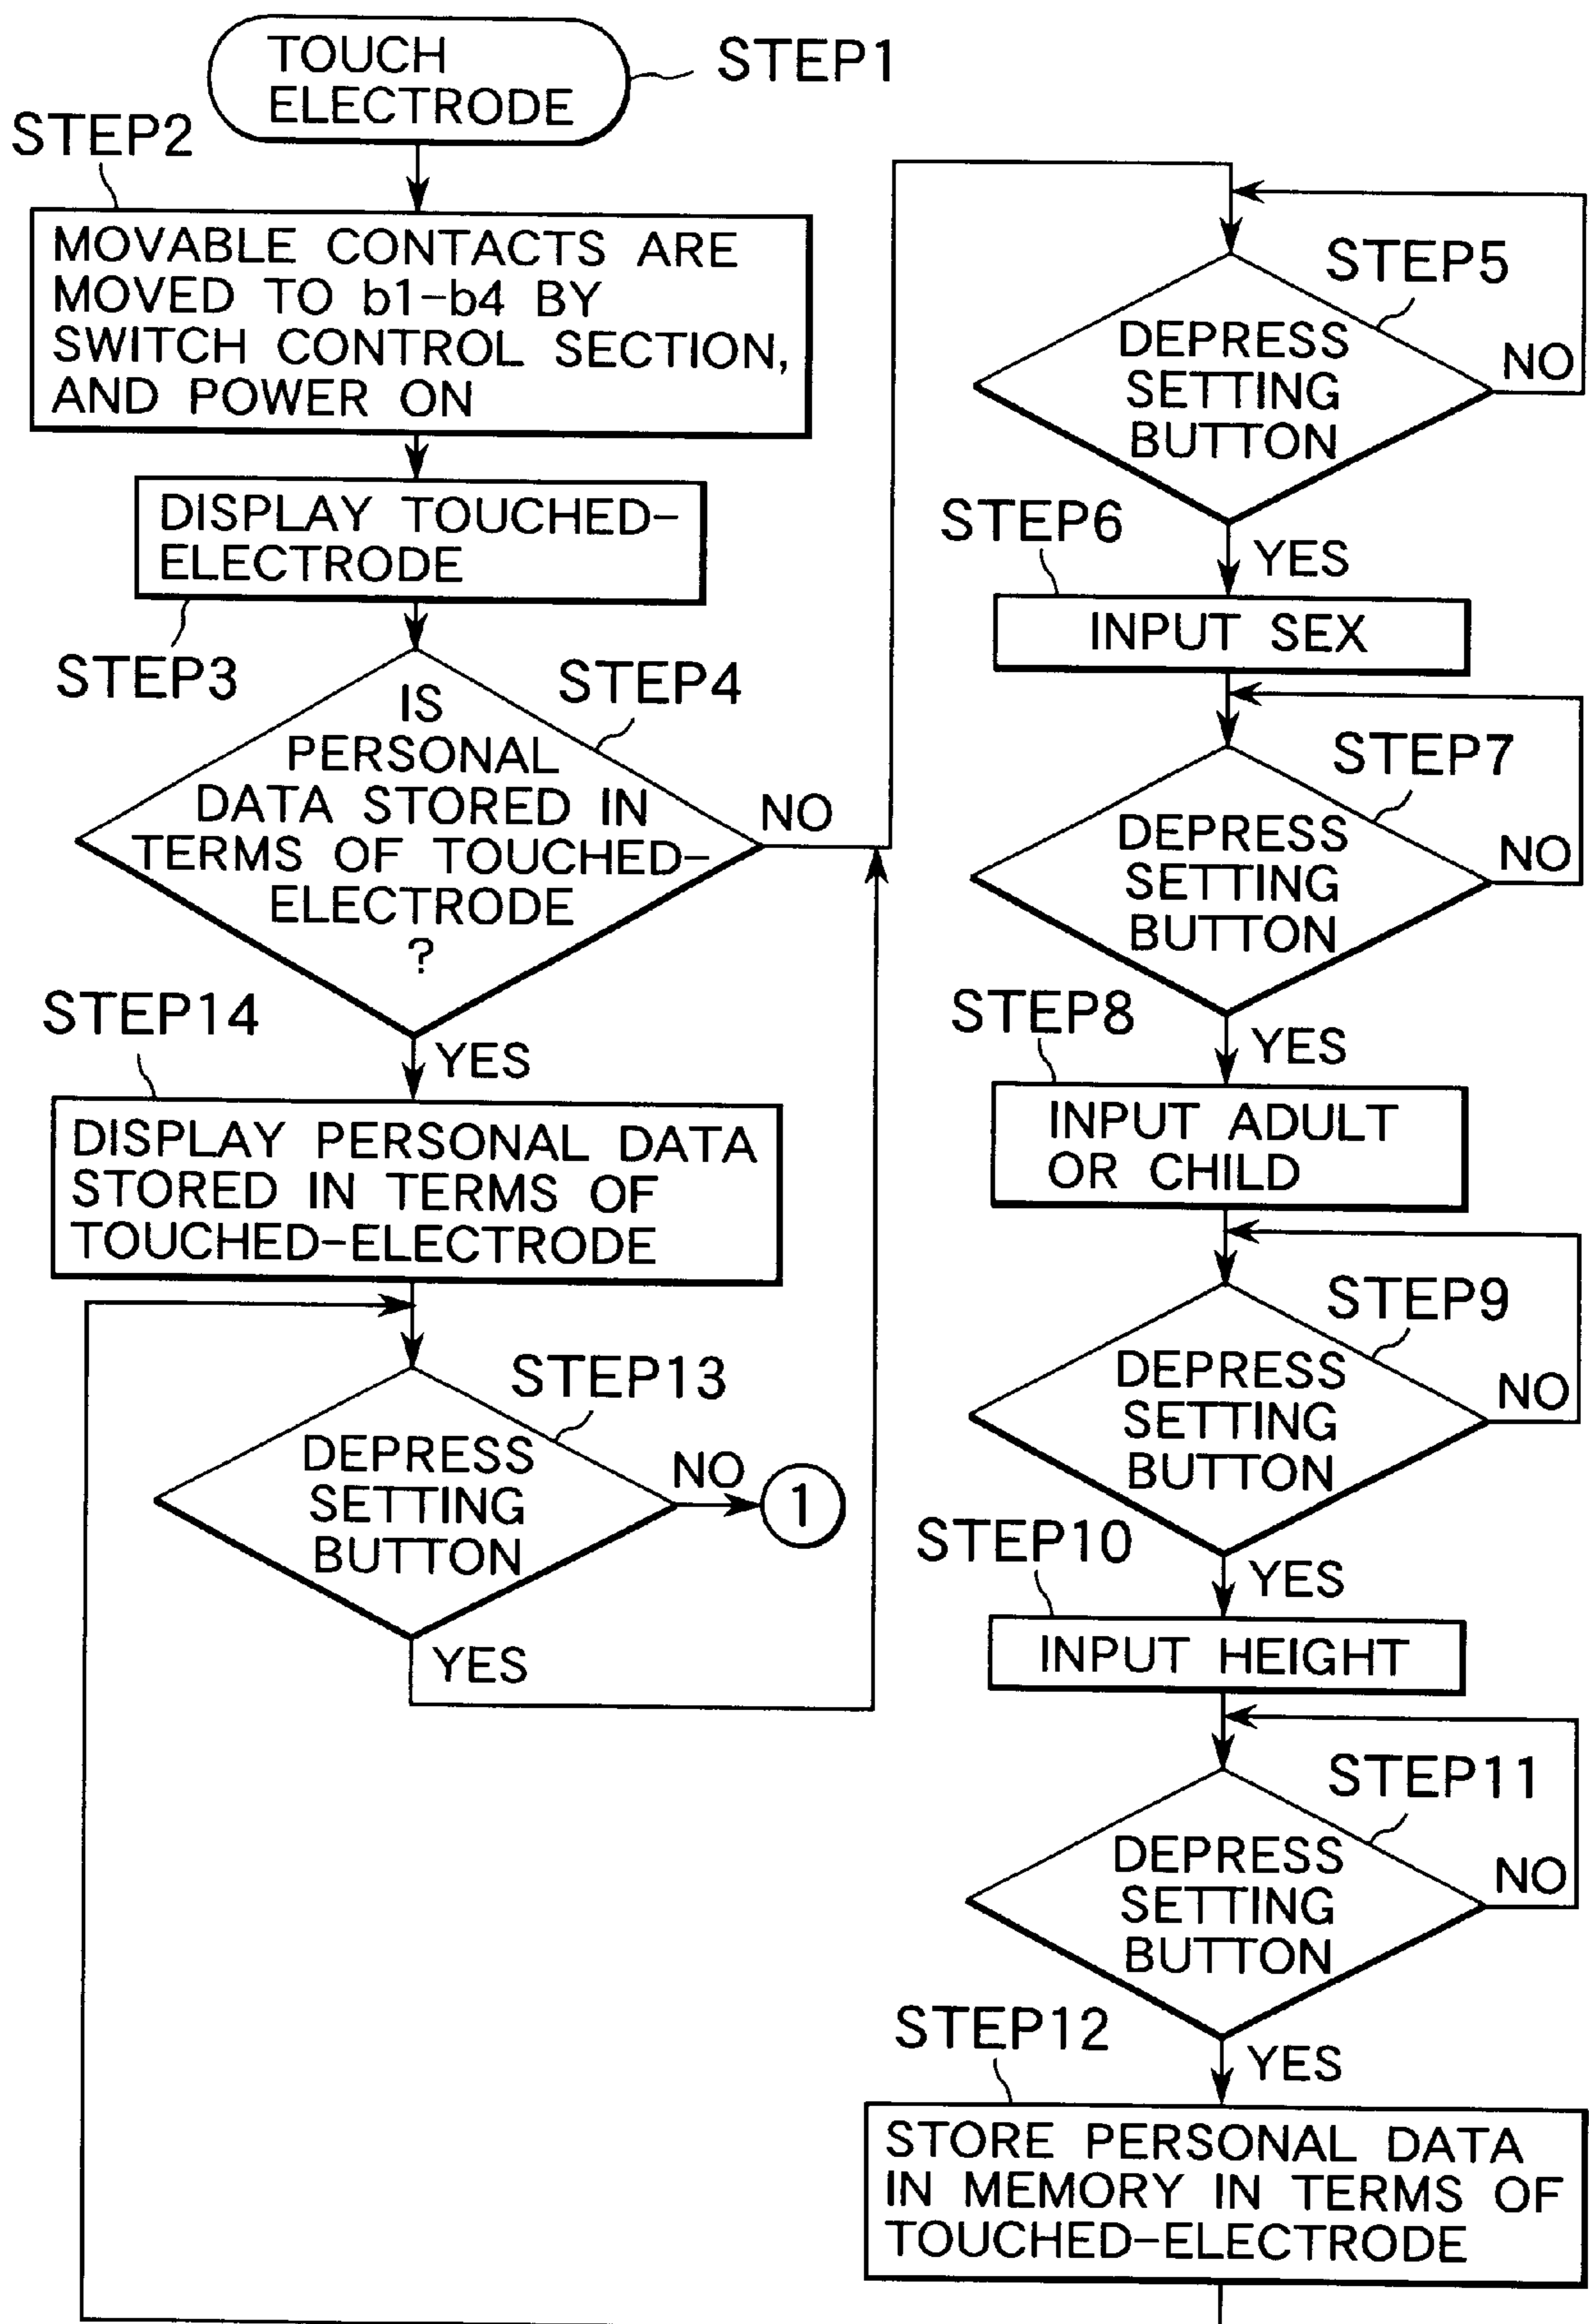 TOUCH
ELECTRODE
STEP1
STEP2
MOVABLE CONTACTS ARE
MOVED TO b1-b4 BY
SWITCH CONTROL SECTION,
AND POWER ON
DISPLAY TOUCHED-
ELECTRODE
STEP3
STEP4
IS
PERSONAL
DATA STORED IN
TERMS OF TOUCHED-
ELECTRODE
?
NO
YES
STEP14
DISPLAY PERSONAL DATA
STORED IN TERMS OF
TOUCHED-ELECTRODE
STEP13
DEPRESS
SETTING
BUTTON
NO
1
YES
STEP5
DEPRESS
SETTING
BUTTON
NO
YES
STEP6
INPUT SEX
STEP7
DEPRESS
SETTING
BUTTON
NO
YES
STEP8
INPUT ADULT
OR CHILD
STEP9
DEPRESS
SETTING
BUTTON
NO
YES
STEP10
INPUT HEIGHT
STEP11
DEPRESS
SETTING
BUTTON
NO
YES
STEP12
STORE PERSONAL DATA
IN MEMORY IN TERMS OF
TOUCHED-ELECTRODE